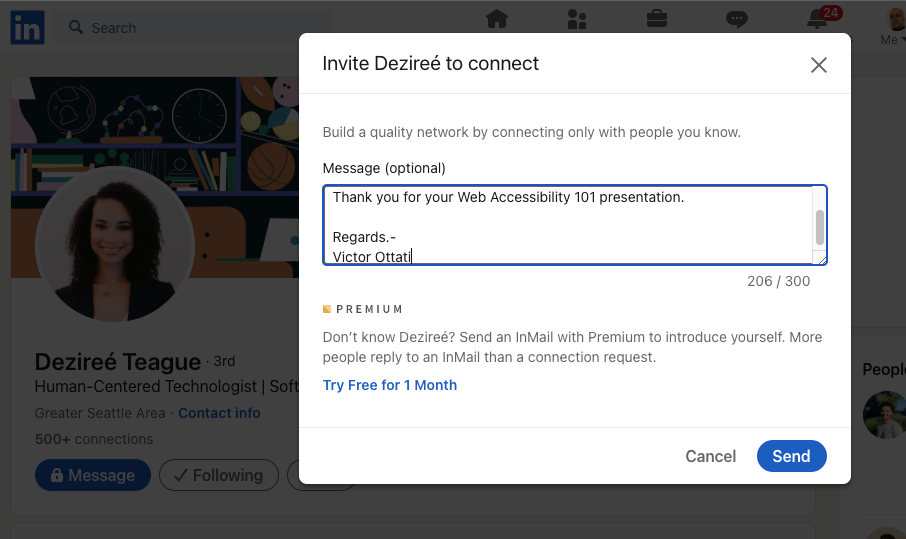 in
Search
24
Me
Invite Dezireé to connect
Build a quality network by connecting only with people you know.
Message (optional)
Thank you for your Web Accessibility 101 presentation.
Regards.-
Victor Ottati
206 / 300
PREMIUM
Don't know Dezireé? Send an InMail with Premium to introduce yourself. More
people reply to an InMail than a connection request.
Try Free for 1 Month
Cancel
Send
Dezireé Teague · 3rd
Human-Centered Technologist | Soft
Greater Seattle Area · Contact info
500+ connections
Message
Following
People